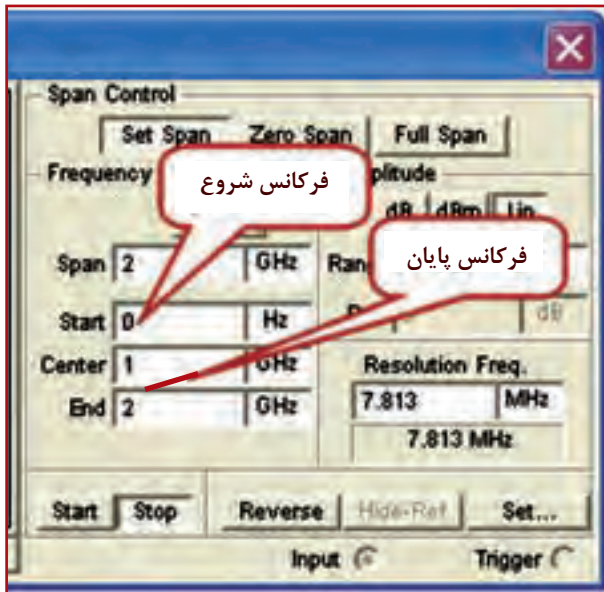 Span Control
Set Span Zero Span Full Span
Frequency
فرکانس شروع
plitude
dB dBm Lin
فرکانس پایان
Span 2 GHz
Start 0 Hz
dB
Center 1 GHz
Resolution Freq.
End 2 GHz
7.813 MHz
7.813 MHz
Start Stop Reverse Hide-Ref Set...
Input Trigger